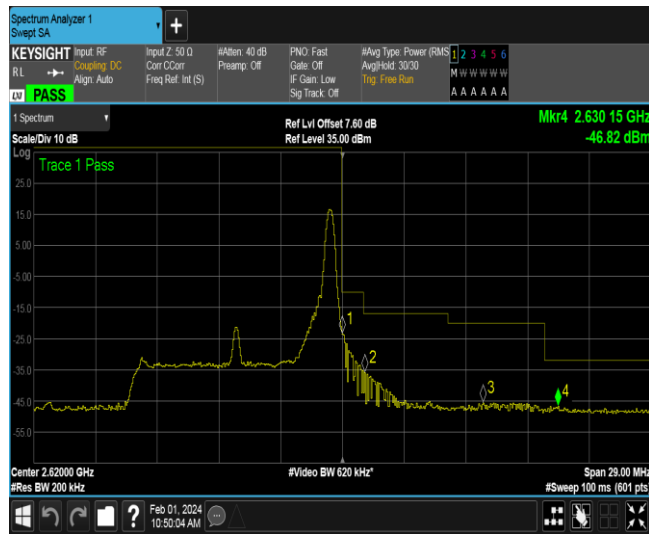 Spectrum Analyzer 1
Swept SA
+
KEYSIGHT Input: RF Input Z: 50 Ω #Atten: 40 dB PNO: Fast #Avg Type: Power (RMS 1 2 3 4 5 6
RL Coupling: DC Corr CCorr Preamp: Off Gate: Off Avg|Hold: 30/30 M W W W W W
Align: Auto Freq Ref: Int (S) IF Gain: Low Trig: Free Run
LXI PASS Sig Track: Off A A A A A A
1 Spectrum Ref Lvl Offset 7.60 dB Mkr4 2.630 15 GHz
Scale/Div 10 dB Ref Level 35.00 dBm -46.82 dBm
Log
Trace 1 Pass
25.0
15.0
5.00
-5.00
-15.0
1
-25.0
2
-35.0
3
4
-45.0
-55.0
Center 2.62000 GHz #Video BW 620 kHz* Span 29.00 MHz
#Res BW 200 kHz #Sweep 100 ms (601 pts)
? Feb 01, 2024
10:50:04 AM